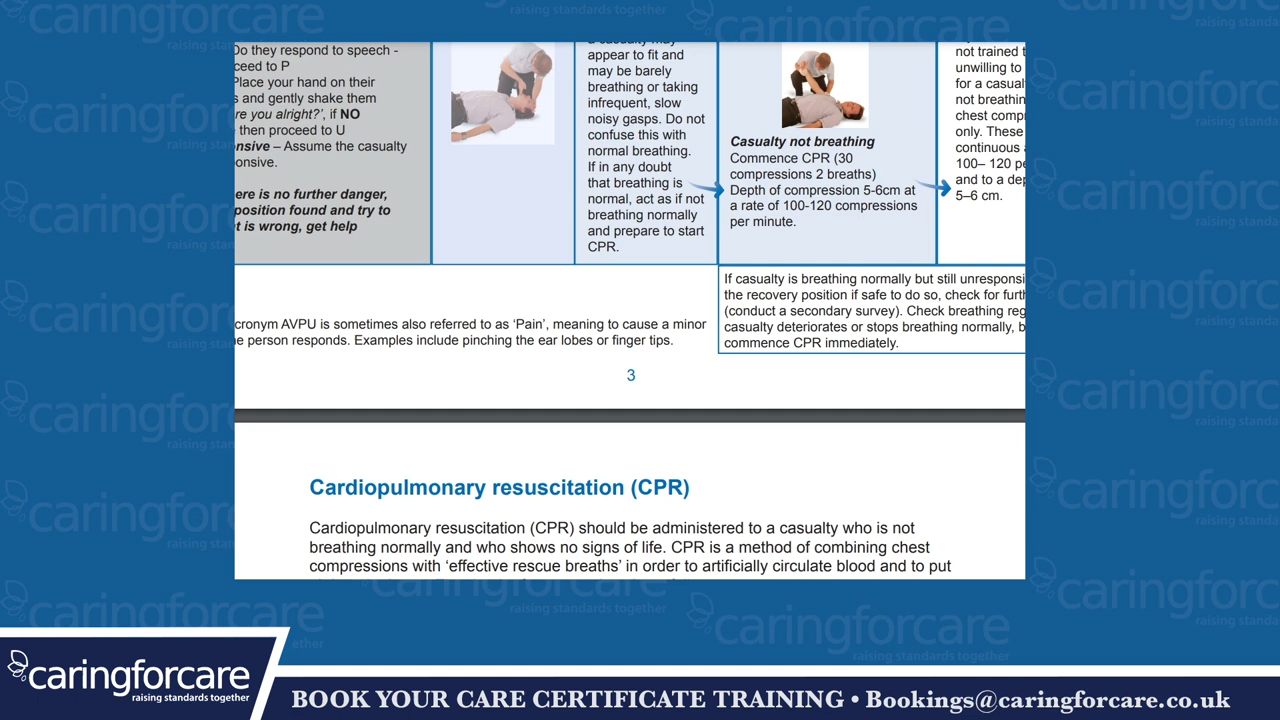 Do they respond to speech -
ceed to P
Place your hand on their
s and gently shake them
re you alright?', if NO
then proceed to U
ensive – Assume the casualty
onsive.
ere is no further danger,
position found and try to
t is wrong, get help
a casualty may
appear to fit and
may be barely
breathing or taking
infrequent, slow
noisy gasps. Do not
confuse this with
normal breathing.
If in any doubt
that breathing is
normal, act as if not
breathing normally
and prepare to start
CPR.
Casualty not breathing
Commence CPR (30
compressions 2 breaths)
Depth of compression 5-6cm at
a rate of 100-120 compressions
per minute.
not trained t
unwilling to
for a casual
not breathin
chest comp
only. These
continuous a
100– 120 pe
and to a dep
5–6 cm.
If casualty is breathing normally but still unresponsi
the recovery position if safe to do so, check for furth
(conduct a secondary survey). Check breathing reg
casualty deteriorates or stops breathing normally, b
commence CPR immediately.
cronym AVPU is sometimes also referred to as 'Pain', meaning to cause a minor
e person responds. Examples include pinching the ear lobes or finger tips.
3
Cardiopulmonary resuscitation (CPR)
Cardiopulmonary resuscitation (CPR) should be administered to a casualty who is not
breathing normally and who shows no signs of life. CPR is a method of combining chest
compressions with 'effective rescue breaths' in order to artificially circulate blood and to put
caringforcare
raising standards together
BOOK YOUR CARE CERTIFICATE TRAINING • Bookings@caringforcare.co.uk